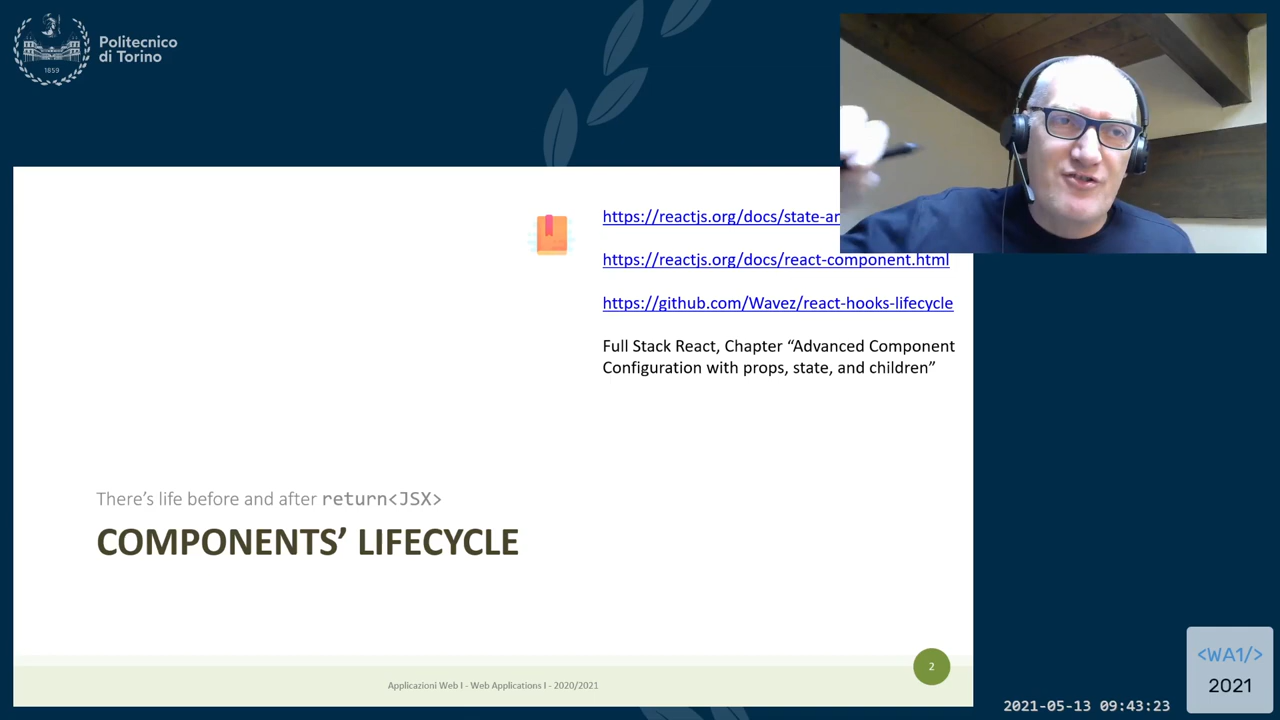 Politecnico
di Torino
1859
https://reactjs.org/docs/state-
https://reactjs.org/docs/react-component.html
https://github.com/Wavez/react-hooks-lifecycle
Full Stack React, Chapter “Advanced Component
Configuration with props, state, and children”
There’s life before and after return<JSX>
COMPONENTS’ LIFECYCLE
2
Applicazioni Web I - Web Applications I - 2020/2021
<WA1/>
2021
2021-05-13 09:43:23